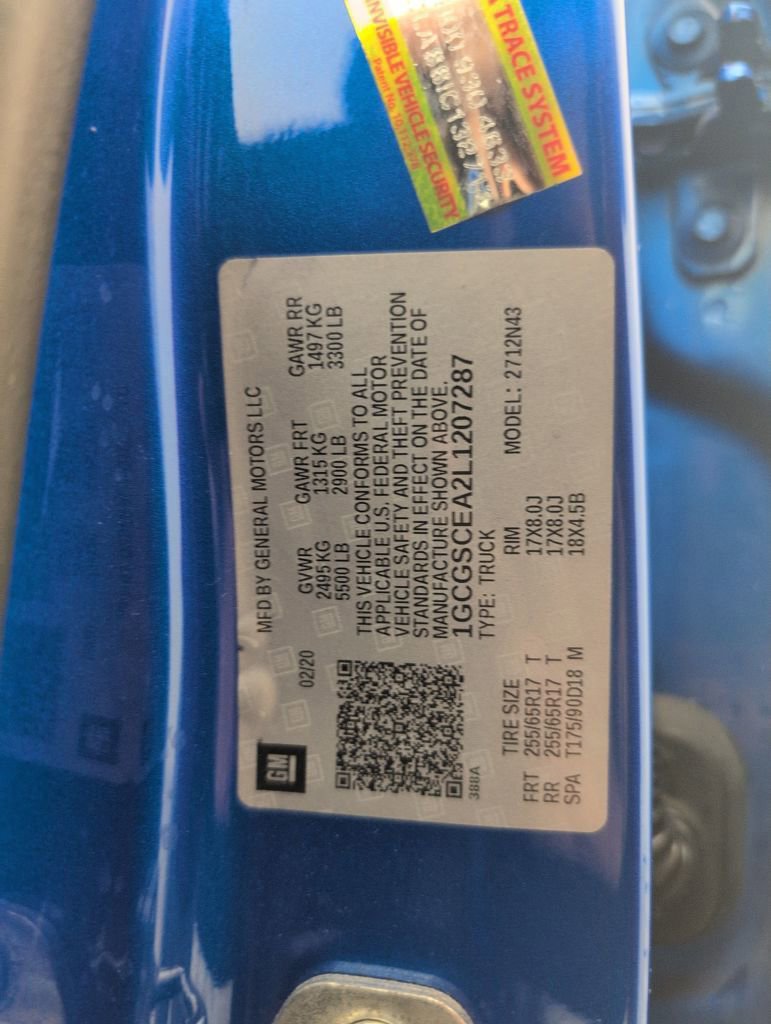 A TRACE SYSTEM
INVISIBLE VEHICLE SECURITY
MFD BY GENERAL MOTORS LLC
GM
02/20
GVWR GAWR FRT GAWR RR
2495 KG 1315 KG 1497 KG
5500 LB 2900 LB 3300 LB
THIS VEHICLE CONFORMS TO ALL
APPLICABLE U.S. FEDERAL MOTOR
VEHICLE SAFETY AND THEFT PREVENTION
STANDARDS IN EFFECT ON THE DATE OF
MANUFACTURE SHOWN ABOVE.
1GCGSCEA2L1207287
388A
TYPE: TRUCK MODEL: 2712N43
TIRE SIZE RIM
FRT 255/65R17 T 17X8.0J
RR 255/65R17 T 17X8.0J
SPA T175/90D18 M 18X4.5B